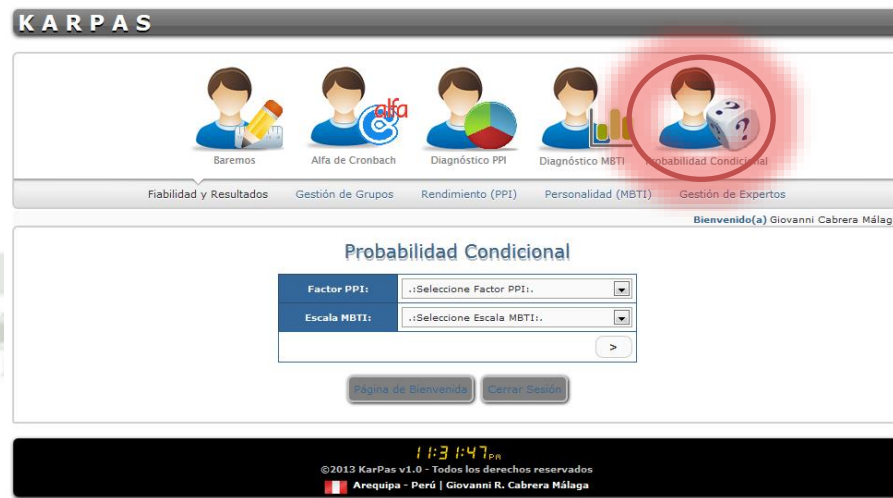 KARPAS
alfa
Baremos
Alfa de Cronbach
Diagnóstico PPI
Diagnóstico MBTI
Probabilidad Condicional
Fiabilidad y Resultados
Gestión de Grupos
Rendimiento (PPI)
Personalidad (MBTI)
Gestión de Expertos
Bienvenido(a) Giovanni Cabrera Málag
Probabilidad Condicional
Factor PPI:
.:Seleccione Factor PPI:.
Escala MBTI:
.:Seleccione Escala MBTI:.
>
Página de Bienvenida
Cerrar Sesión
11:31:47 PM
©2013 KarPas v1.0 - Todos los derechos reservados
Arequipa - Perú | Giovanni R. Cabrera Málaga